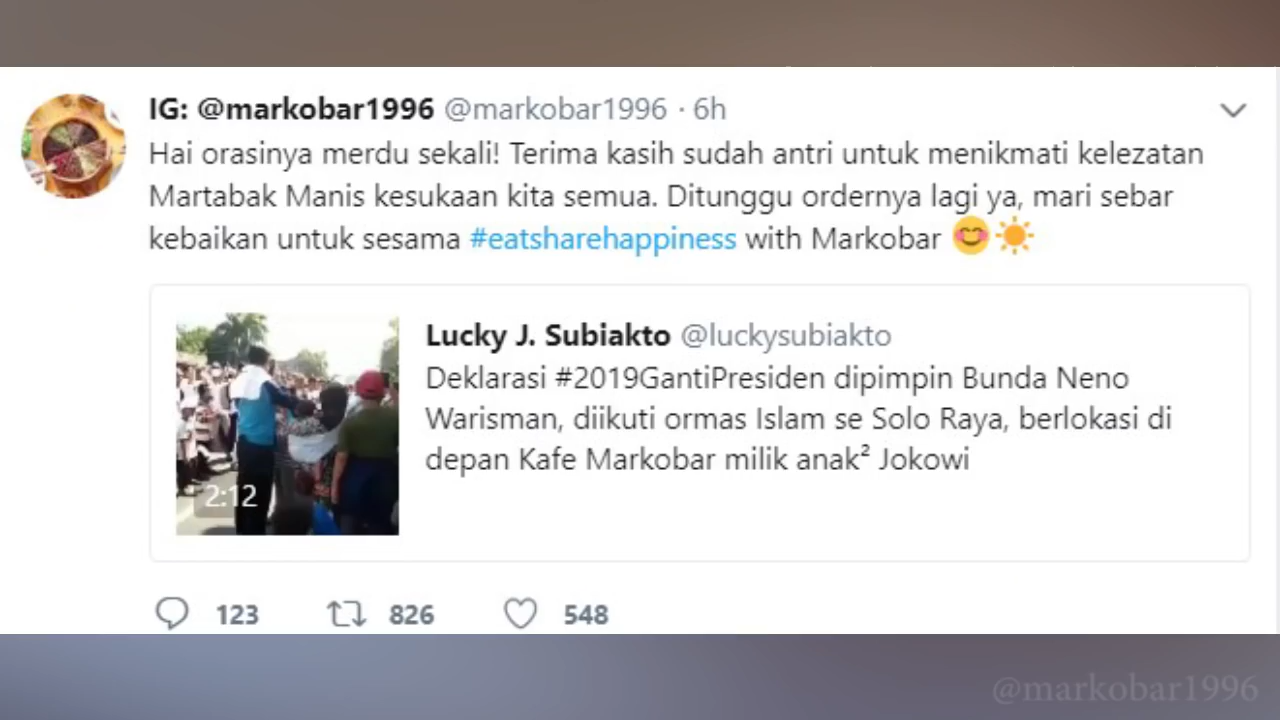 IG: @markobar1996 @markobar1996 · 6h
Hai orasinya merdu sekali! Terima kasih sudah antri untuk menikmati kelezatan
Martabak Manis kesukaan kita semua. Ditunggu ordernya lagi ya, mari sebar
kebaikan untuk sesama #eatsharehappiness with Markobar 😊☀
Lucky J. Subiakto @luckysubiakto
Deklarasi #2019GantiPresiden dipimpin Bunda Neno
Warisman, diikuti ormas Islam se Solo Raya, berlokasi di
depan Kafe Markobar milik anak² Jokowi
2:12
123 826 548
@markobar1996